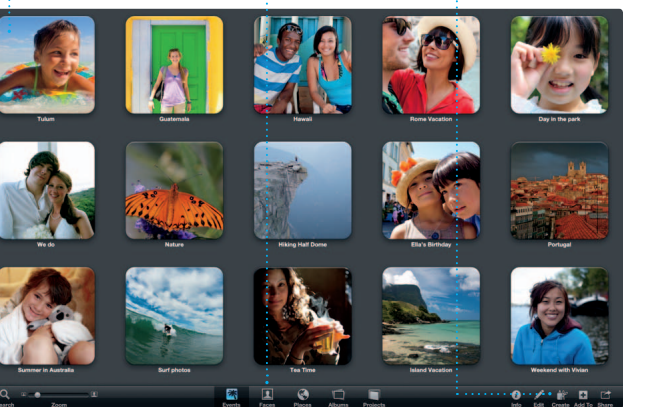 Tulum
Guatemala
Hawaii
Rome Vacation
Day in the park
We do
Nature
Hiking Half Dome
Ella's Birthday
Portugal
Summer in Australia
Surf photos
Tea Time
Island Vacation
Weekend with Vivian
Zoom
Events
Faces
Places
Albums
Projects
Info
Edit
Create
Add To
Share